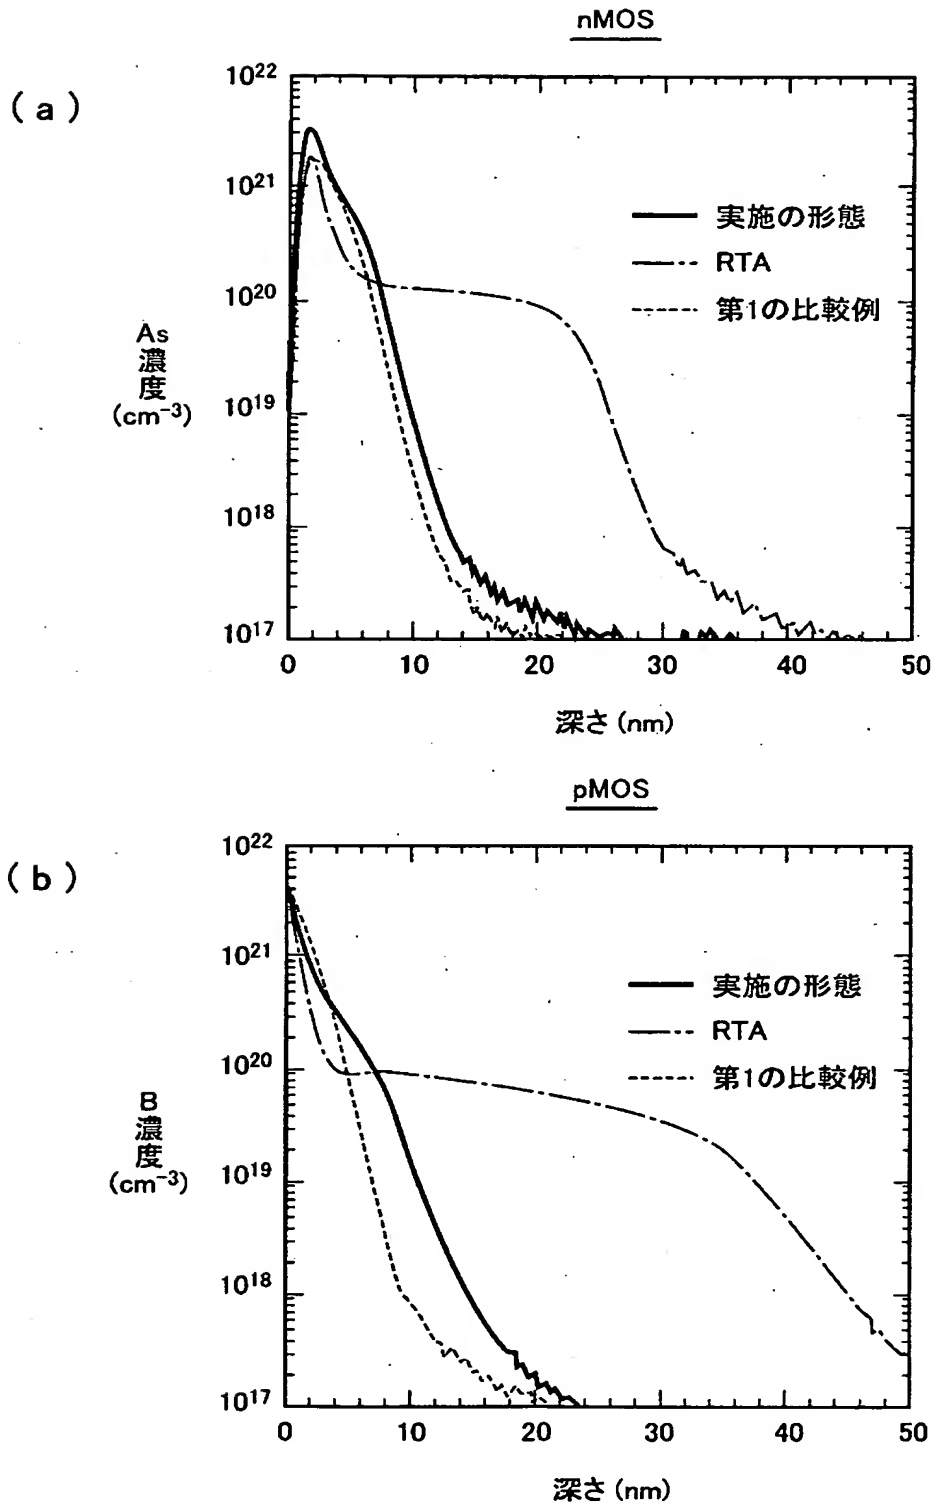 nMOS
(a)
10²²
10²¹
10²⁰
10¹⁹
10¹⁸
10¹⁷
As
濃
度
(cm⁻³)
実施の形態
RTA
第1の比較例
0 10 20 30 40 50
深さ(nm)
pMOS
(b)
10²²
10²¹
10²⁰
10¹⁹
10¹⁸
10¹⁷
B
濃
度
(cm⁻³)
実施の形態
RTA
第1の比較例
0 10 20 30 40 50
深さ(nm)